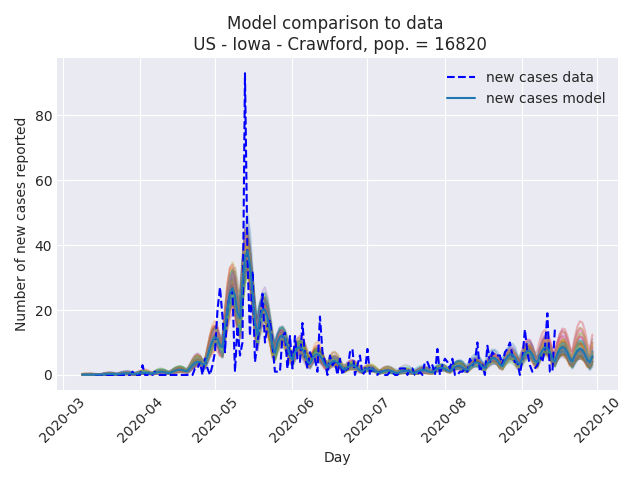 Model comparison to data
US - Iowa - Crawford, pop. = 16820
new cases data
new cases model
Number of new cases reported
80
60
40
20
0
2020-03
2020-04
2020-05
2020-06
2020-07
2020-08
2020-09
2020-10
Day